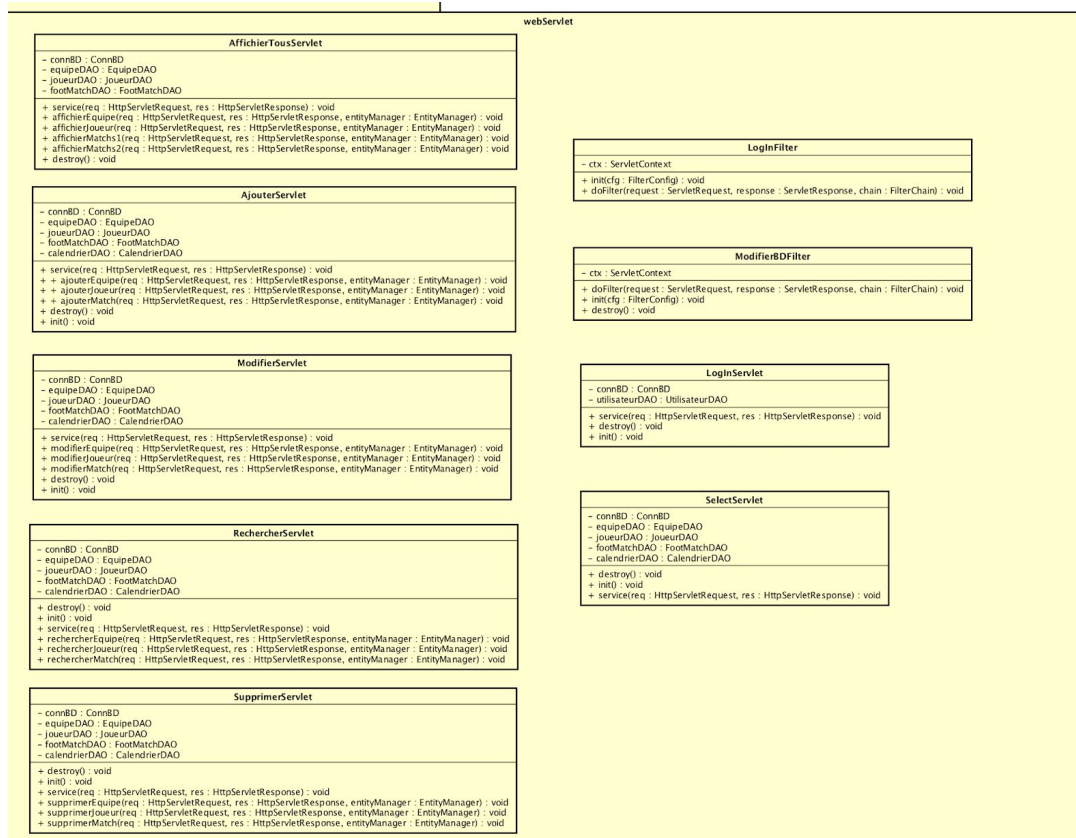 webServlet
AffichierTousServlet
- connBD : ConnBD
- equipeDAO : EquipeDAO
- joueurDAO : JoueurDAO
- footMatchDAO : FootMatchDAO
+ service(req : HttpServletRequest, res : HttpServletResponse) : void
+ affichierEquipe(req : HttpServletRequest, res : HttpServletResponse, entityManager : EntityManager) : void
+ affichierJoueur(req : HttpServletRequest, res : HttpServletResponse, entityManager : EntityManager) : void
+ affichierMatchs1(req : HttpServletRequest, res : HttpServletResponse, entityManager : EntityManager) : void
+ affichierMatchs2(req : HttpServletRequest, res : HttpServletResponse, entityManager : EntityManager) : void
+ destroy() : void
AjouterServlet
- connBD : ConnBD
- equipeDAO : EquipeDAO
- joueurDAO : JoueurDAO
- footMatchDAO : FootMatchDAO
- calendrierDAO : CalendrierDAO
+ service(req : HttpServletRequest, res : HttpServletResponse) : void
+ + ajouterEquipe(req : HttpServletRequest, res : HttpServletResponse, entityManager : EntityManager) : void
+ + ajouterJoueur(req : HttpServletRequest, res : HttpServletResponse, entityManager : EntityManager) : void
+ + ajouterMatch(req : HttpServletRequest, res : HttpServletResponse, entityManager : EntityManager) : void
+ destroy() : void
+ init() : void
ModifierServlet
- connBD : ConnBD
- equipeDAO : EquipeDAO
- joueurDAO : JoueurDAO
- footMatchDAO : FootMatchDAO
- calendrierDAO : CalendrierDAO
+ service(req : HttpServletRequest, res : HttpServletResponse) : void
+ modifierEquipe(req : HttpServletRequest, res : HttpServletResponse, entityManager : EntityManager) : void
+ modifierJoueur(req : HttpServletRequest, res : HttpServletResponse, entityManager : EntityManager) : void
+ modifierMatch(req : HttpServletRequest, res : HttpServletResponse, entityManager : EntityManager) : void
+ destroy() : void
+ init() : void
RechercherServlet
- connBD : ConnBD
- equipeDAO : EquipeDAO
- joueurDAO : JoueurDAO
- footMatchDAO : FootMatchDAO
- calendrierDAO : CalendrierDAO
+ destroy() : void
+ init() : void
+ service(req : HttpServletRequest, res : HttpServletResponse) : void
+ rechercherEquipe(req : HttpServletRequest, res : HttpServletResponse, entityManager : EntityManager) : void
+ rechercherJoueur(req : HttpServletRequest, res : HttpServletResponse, entityManager : EntityManager) : void
+ rechercherMatch(req : HttpServletRequest, res : HttpServletResponse, entityManager : EntityManager) : void
SupprimerServlet
- connBD : ConnBD
- equipeDAO : EquipeDAO
- joueurDAO : JoueurDAO
- footMatchDAO : FootMatchDAO
- calendrierDAO : CalendrierDAO
+ destroy() : void
+ init() : void
+ service(req : HttpServletRequest, res : HttpServletResponse) : void
+ supprimerEquipe(req : HttpServletRequest, res : HttpServletResponse, entityManager : EntityManager) : void
+ supprimerJoueur(req : HttpServletRequest, res : HttpServletResponse, entityManager : EntityManager) : void
+ supprimerMatch(req : HttpServletRequest, res : HttpServletResponse, entityManager : EntityManager) : void
LogInFilter
- ctx : ServletContext
+ init(cfg : FilterConfig) : void
+ doFilter(request : ServletRequest, response : ServletResponse, chain : FilterChain) : void
ModifierBDFilter
- ctx : ServletContext
+ doFilter(request : ServletRequest, response : ServletResponse, chain : FilterChain) : void
+ init(cfg : FilterConfig) : void
+ destroy() : void
LogInServlet
- connBD : ConnBD
- utilisateurDAO : UtilisateurDAO
+ service(req : HttpServletRequest, res : HttpServletResponse) : void
+ destroy() : void
+ init() : void
SelectServlet
- connBD : ConnBD
- equipeDAO : EquipeDAO
- joueurDAO : JoueurDAO
- footMatchDAO : FootMatchDAO
- calendrierDAO : CalendrierDAO
+ destroy() : void
+ init() : void
+ service(req : HttpServletRequest, res : HttpServletResponse) : void